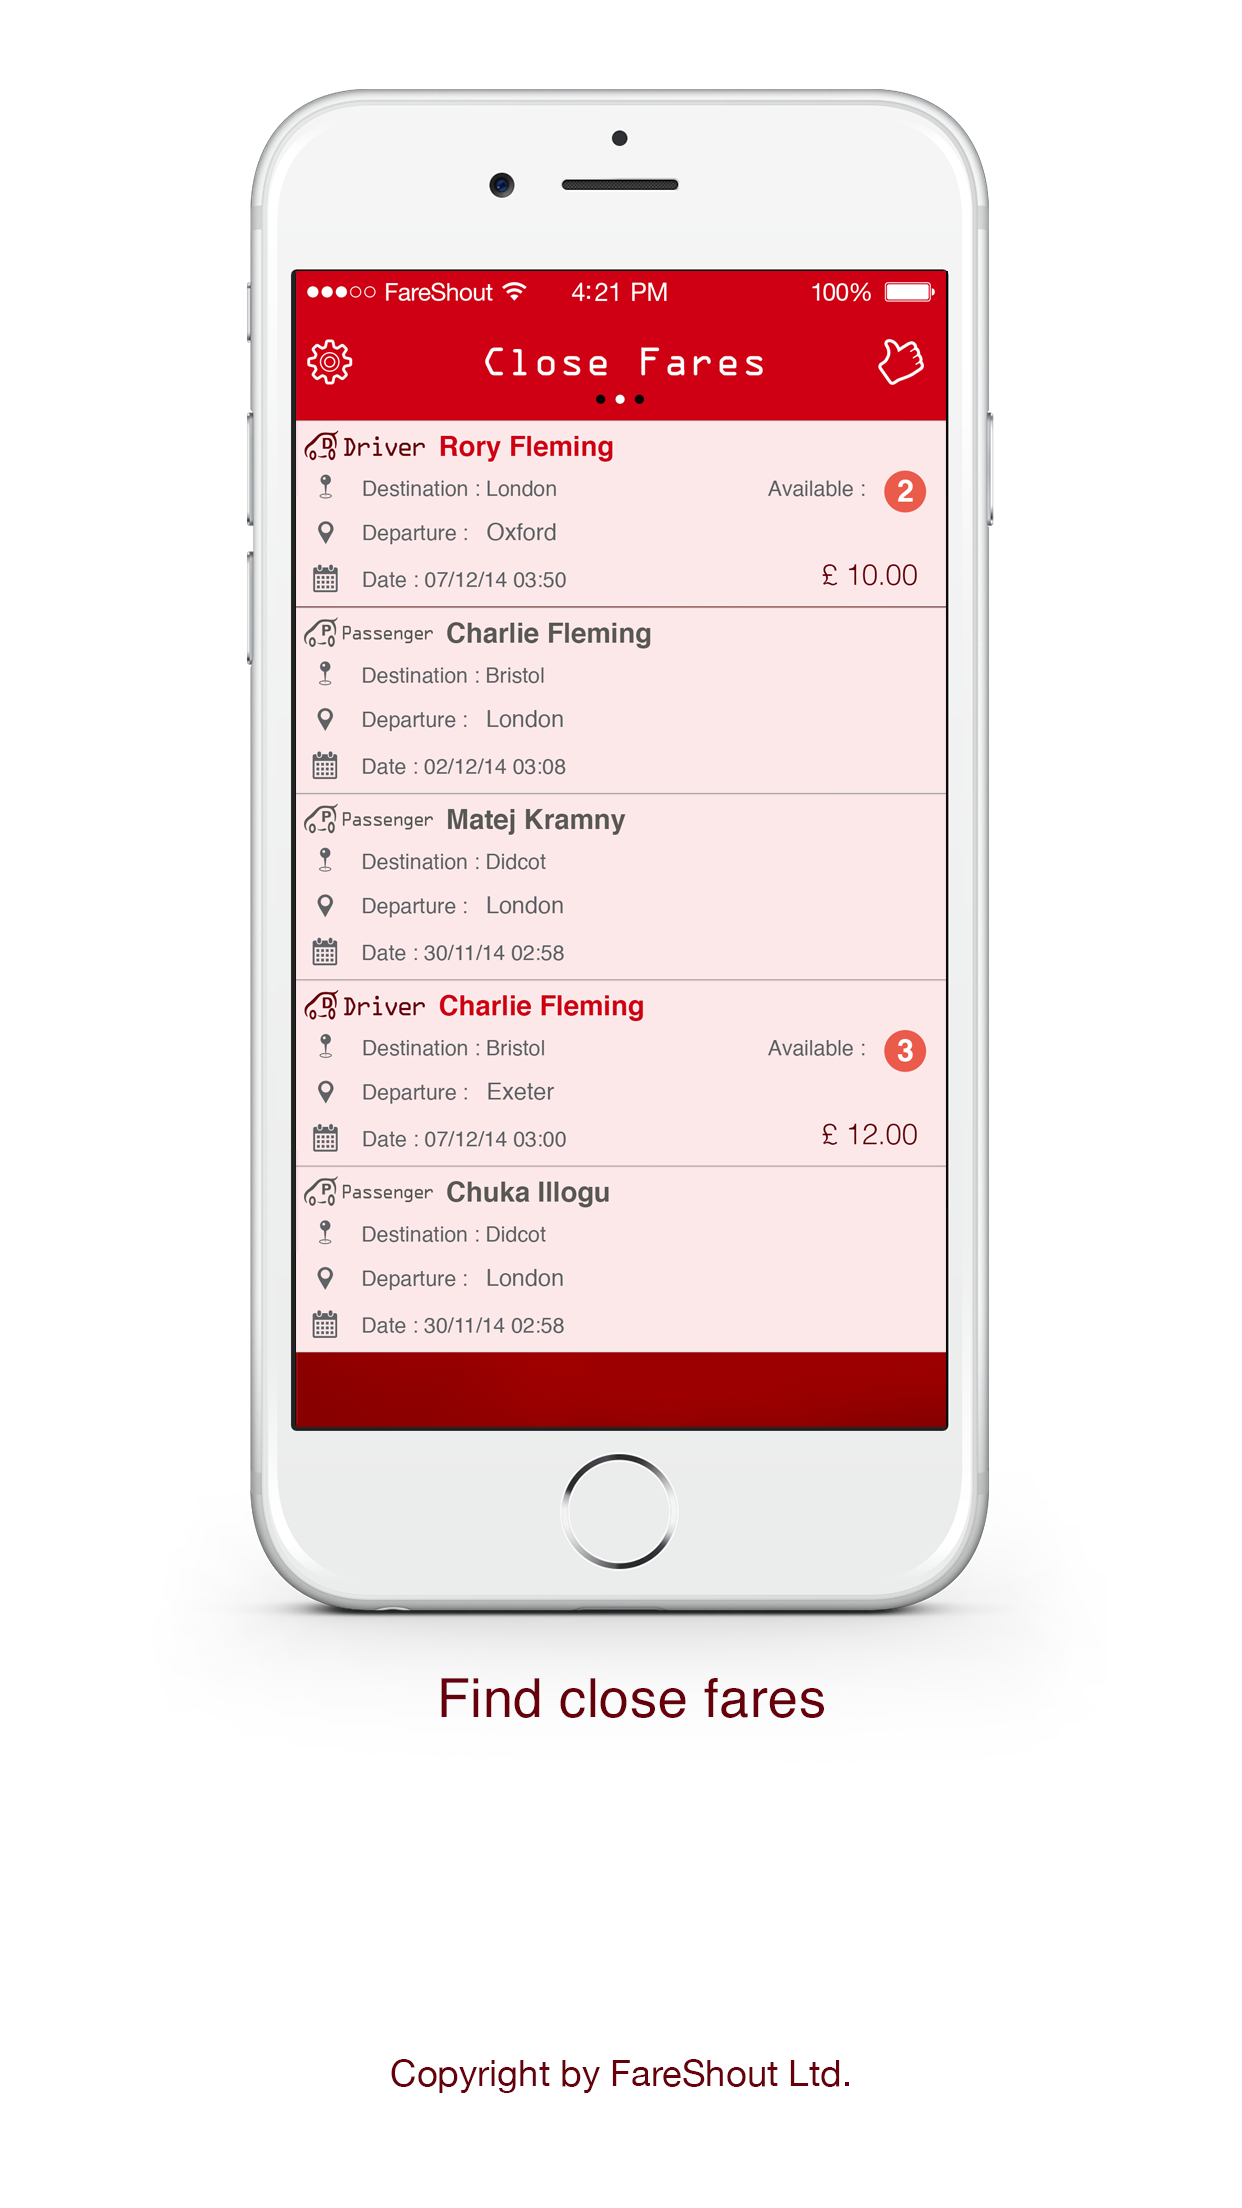 FareShout 4:21 PM 100%
Close Fares
D Driver Rory Fleming
Destination : London Available : 2
Departure : Oxford
Date : 07/12/14 03:50 £ 10.00
P Passenger Charlie Fleming
Destination : Bristol
Departure : London
Date : 02/12/14 03:08
P Passenger Matej Kramny
Destination : Didcot
Departure : London
Date : 30/11/14 02:58
D Driver Charlie Fleming
Destination : Bristol Available : 3
Departure : Exeter
Date : 07/12/14 03:00 £ 12.00
P Passenger Chuka Illogu
Destination : Didcot
Departure : London
Date : 30/11/14 02:58
Find close fares
Copyright by FareShout Ltd.